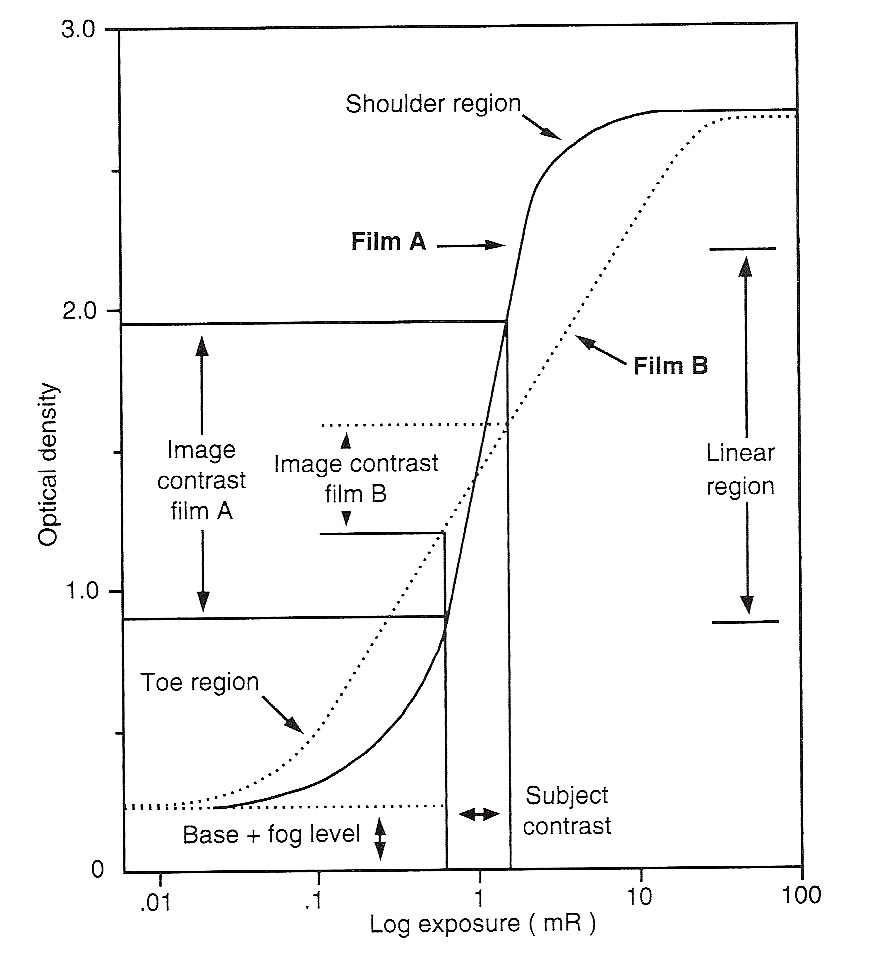 3.0
Shoulder region
Film A
2.0
Film B
Image
contrast
film A
Image contrast
film B
Linear
region
Optical density
1.0
Toe region
Subject
contrast
Base + fog level
0
.01
.1
1
10
100
Log exposure ( mR )